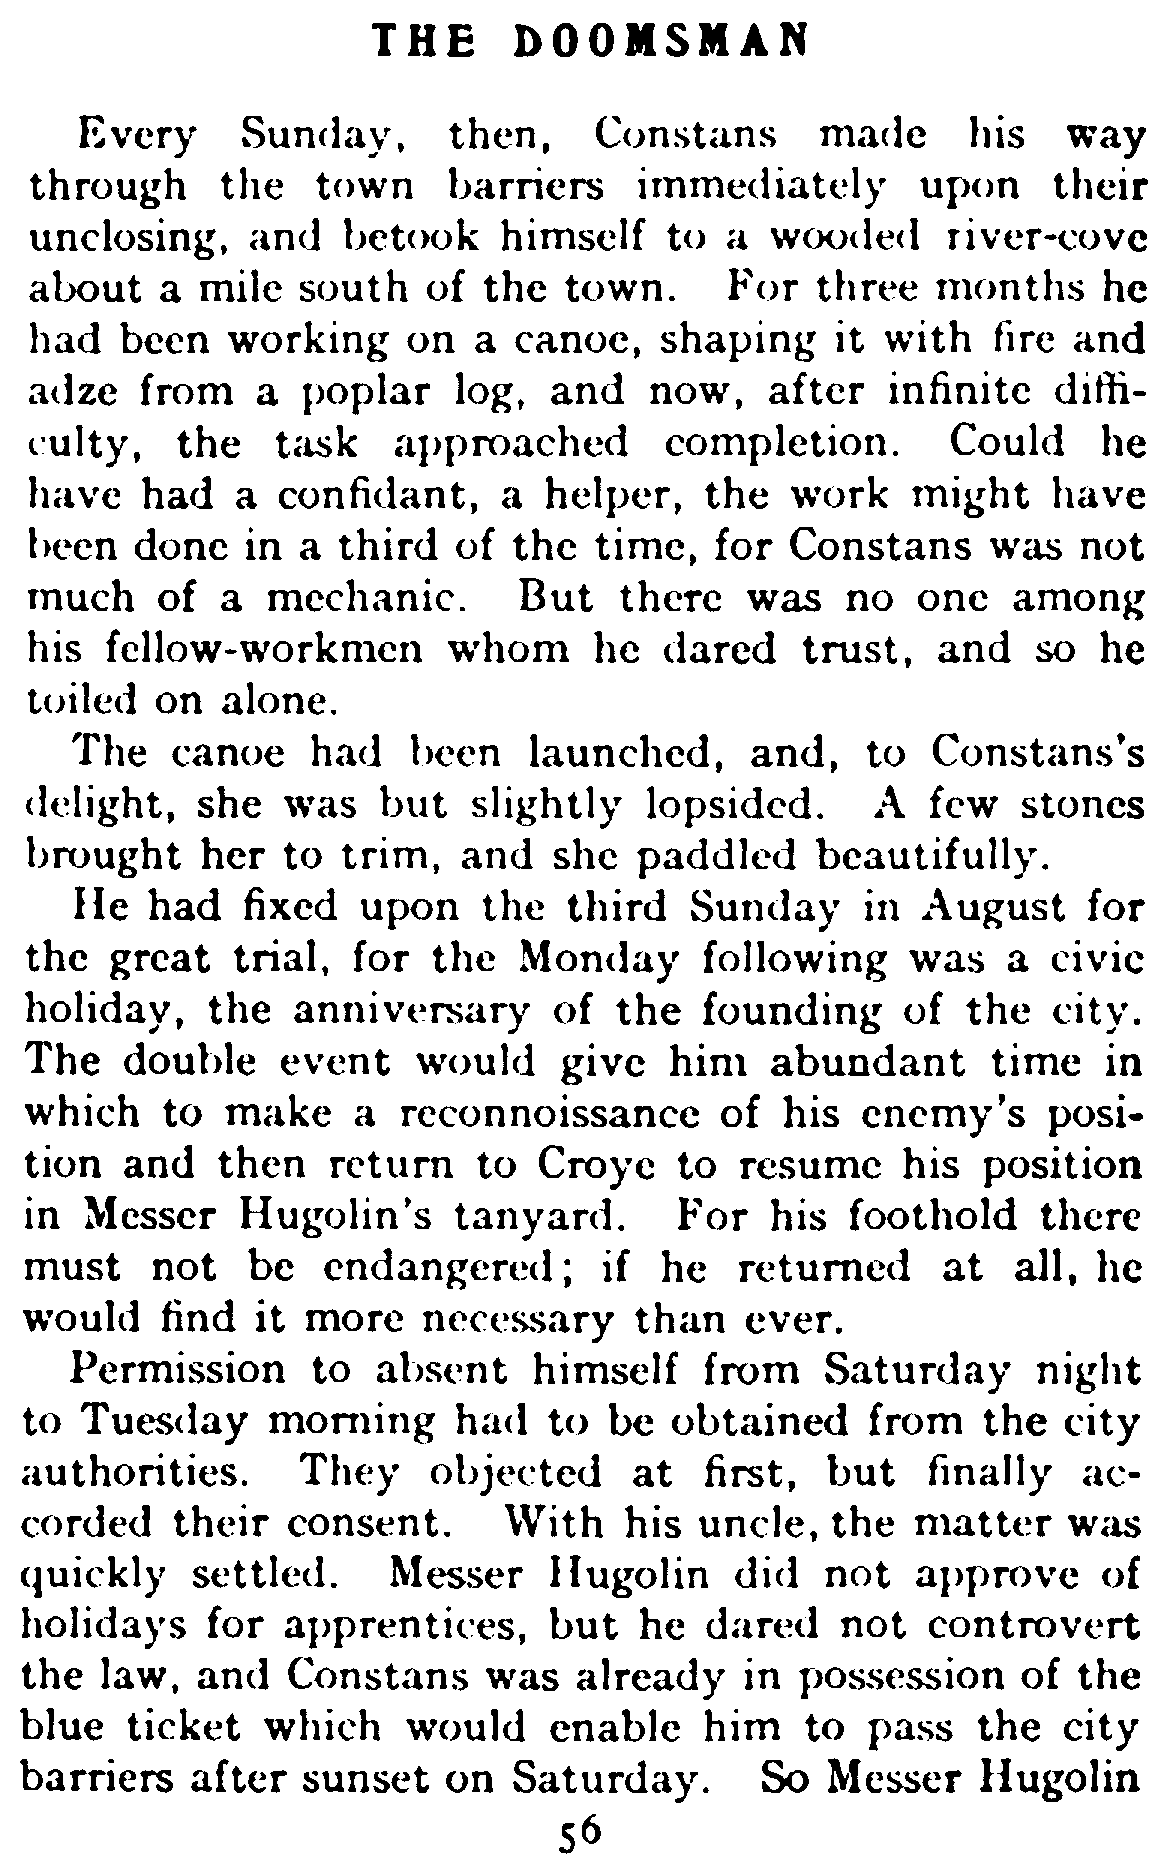 THE DOOMSMAN
Every Sunday, then, Constans made his way
through the town barriers immediately upon their
unclosing, and betook himself to a wooded river-cove
about a mile south of the town. For three months he
had been working on a canoe, shaping it with fire and
adze from a poplar log, and now, after infinite diffi-
culty, the task approached completion. Could he
have had a confidant, a helper, the work might have
been done in a third of the time, for Constans was not
much of a mechanic. But there was no one among
his fellow-workmen whom he dared trust, and so he
toiled on alone.
The canoe had been launched, and, to Constans's
delight, she was but slightly lopsided. A few stones
brought her to trim, and she paddled beautifully.
He had fixed upon the third Sunday in August for
the great trial, for the Monday following was a civic
holiday, the anniversary of the founding of the city.
The double event would give him abundant time in
which to make a reconnoissance of his enemy's posi-
tion and then return to Croye to resume his position
in Messer Hugolin's tanyard. For his foothold there
must not be endangered; if he returned at all, he
would find it more necessary than ever.
Permission to absent himself from Saturday night
to Tuesday morning had to be obtained from the city
authorities. They objected at first, but finally ac-
corded their consent. With his uncle, the matter was
quickly settled. Messer Hugolin did not approve of
holidays for apprentices, but he dared not controvert
the law, and Constans was already in possession of the
blue ticket which would enable him to pass the city
barriers after sunset on Saturday. So Messer Hugolin
56